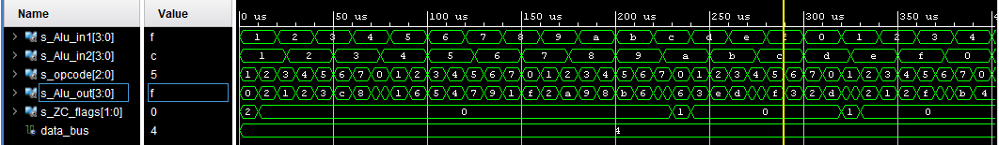 Name Value 0 us 50 us 100 us 150 us 200 us 250 us 300 us 350 us
s_Alu_in1[3:0] f 1 2 3 4 5 6 7 8 9 a b c d e f 0 1 2 3 4
s_Alu_in2[3:0] c 1 2 3 4 5 6 7 8 9 a b c d e f 0
s_opcode[2:0] 5 1 2 3 4 5 6 7 0 1 2 3 4 5 6 7 0 1 2 3 4 5 6 7 0 1 2 3 4 5 6 7 0 1 2 3 4 5 6 7 0
s_Alu_out[3:0] f 0 2 1 2 3 c 8 1 6 5 4 7 9 1 f 2 a 9 8 b 6 6 3 e d f 3 2 d 2 1 2 f b 4
s_ZC_flags[1:0] 0 2 0 1 0 1 0
data_bus 4 4